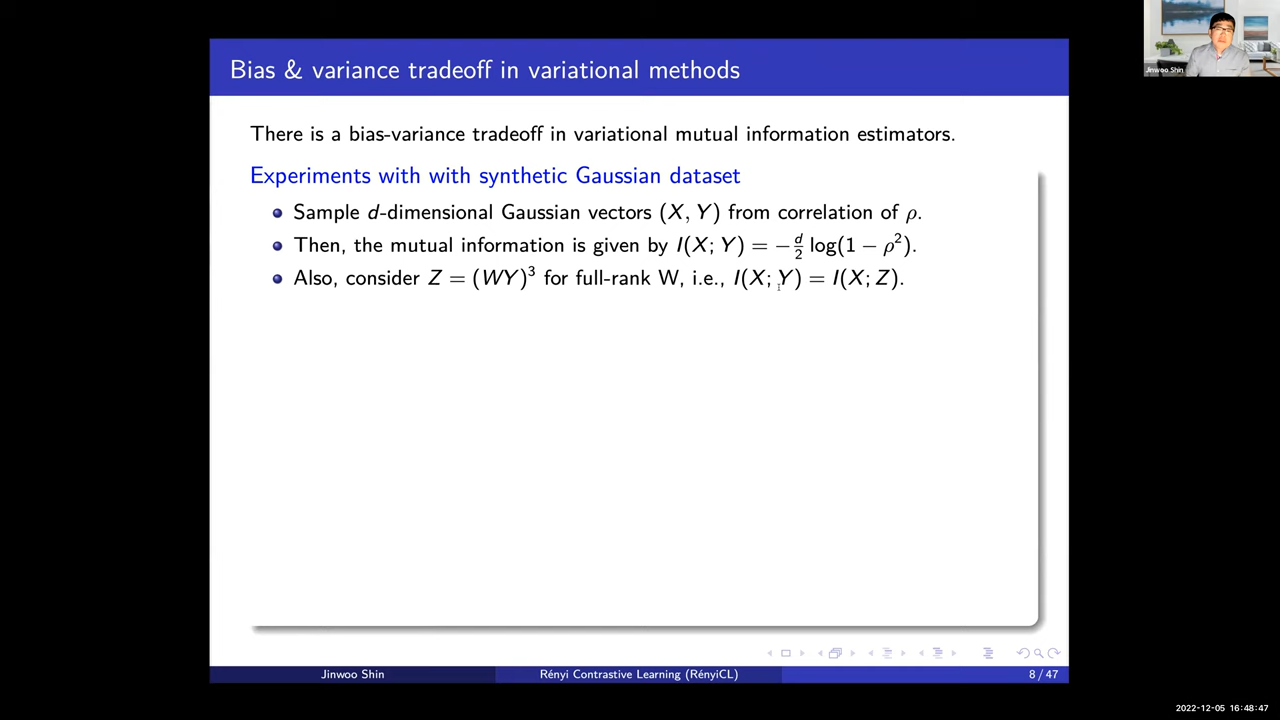 Bias & variance tradeoff in variational methods
Jinwoo Shin
There is a bias-variance tradeoff in variational mutual information estimators.
Experiments with with synthetic Gaussian dataset
Sample d-dimensional Gaussian vectors (X, Y) from correlation of ρ.
Then, the mutual information is given by I(X; Y) = −d/2 log(1 − ρ²).
Also, consider Z = (WY)³ for full-rank W, i.e., I(X; Y) = I(X; Z).
Jinwoo Shin
Rényi Contrastive Learning (RényiCL)
8 / 47
2022-12-05 16:48:47